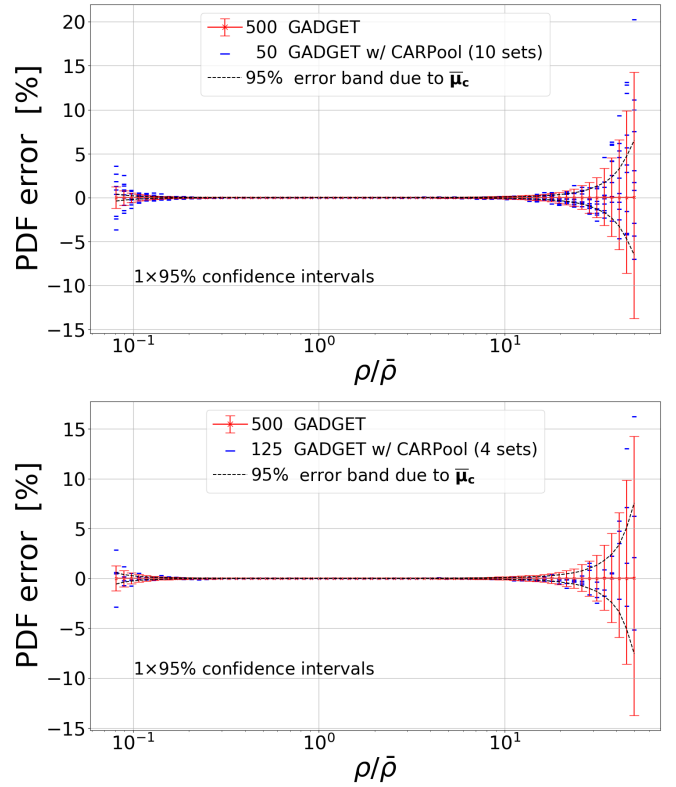 500 GADGET
50 GADGET w/ CARPool (10 sets)
95% error band due to μ̅c
PDF error [%]
20
15
10
5
0
−5
−10
−15
1×95% confidence intervals
10⁻¹
10⁰
10¹
ρ/ρ̄
500 GADGET
125 GADGET w/ CARPool (4 sets)
95% error band due to μ̅c
PDF error [%]
15
10
5
0
−5
−10
−15
1×95% confidence intervals
10⁻¹
10⁰
10¹
ρ/ρ̄